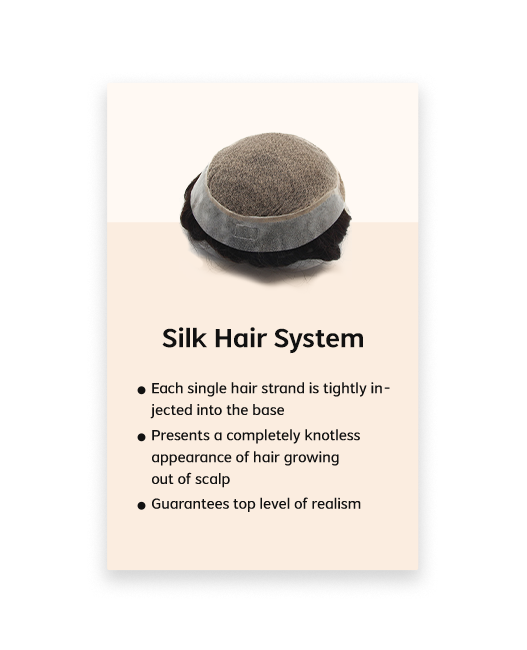 Silk Hair System
● Each single hair strand is tightly in-
jected into the base
● Presents a completely knotless
appearance of hair growing
out of scalp
● Guarantees top level of realism